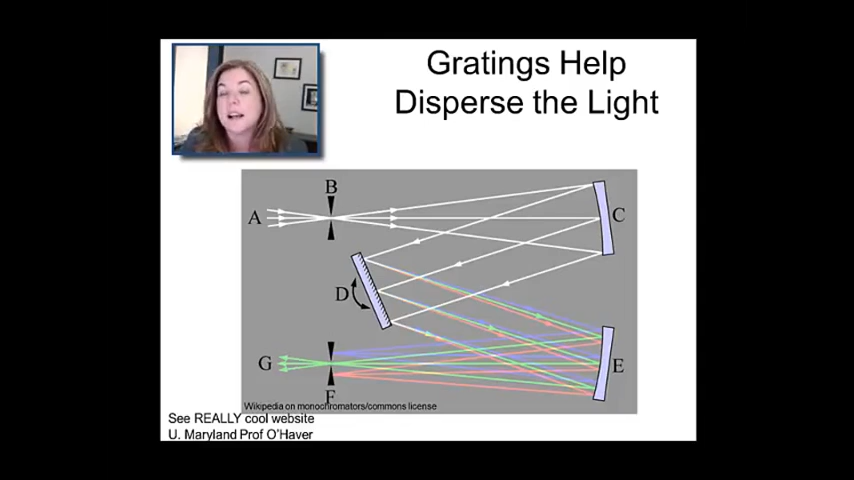 Gratings Help
Disperse the Light
B
A
C
D
G
E
F
Wikipedia on monochromators/commons license
See REALLY cool website
U. Maryland Prof O'Haver